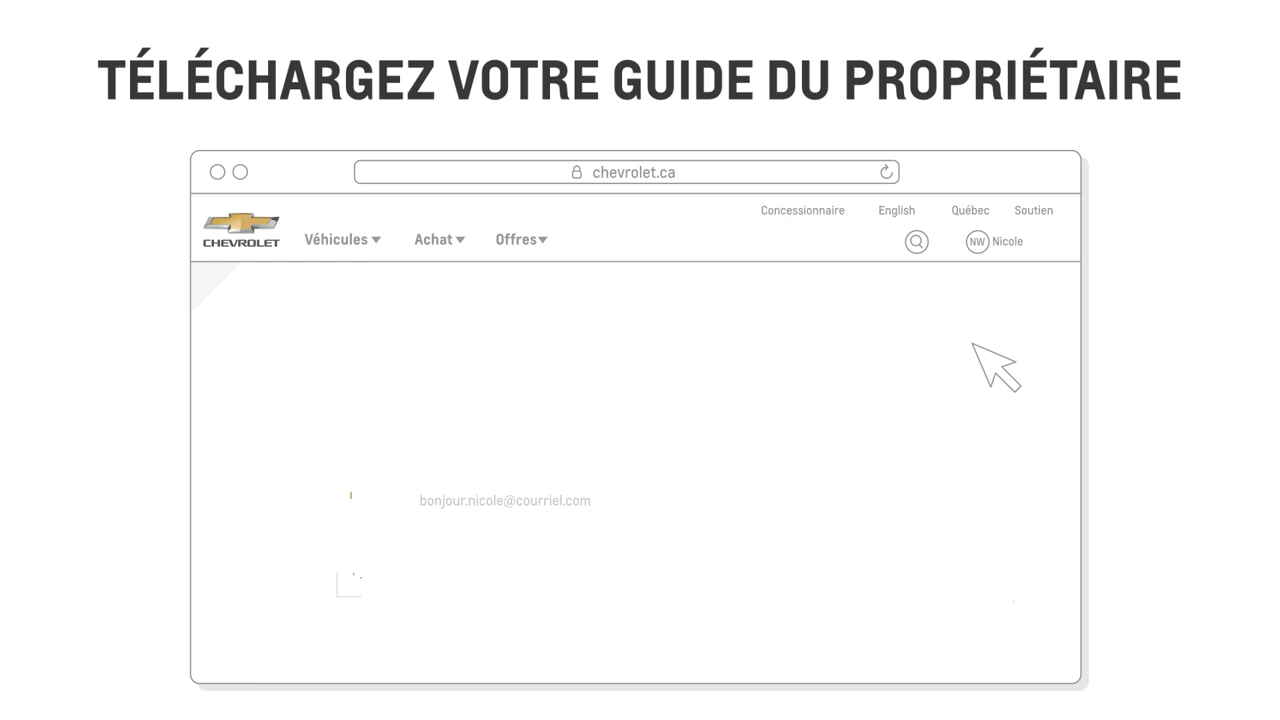 TÉLÉCHARGEZ VOTRE GUIDE DU PROPRIÉTAIRE
chevrolet.ca
Concessionnaire English Québec Soutien
CHEVROLET Véhicules Achat Offres NW Nicole
bonjour.nicole@courriel.com